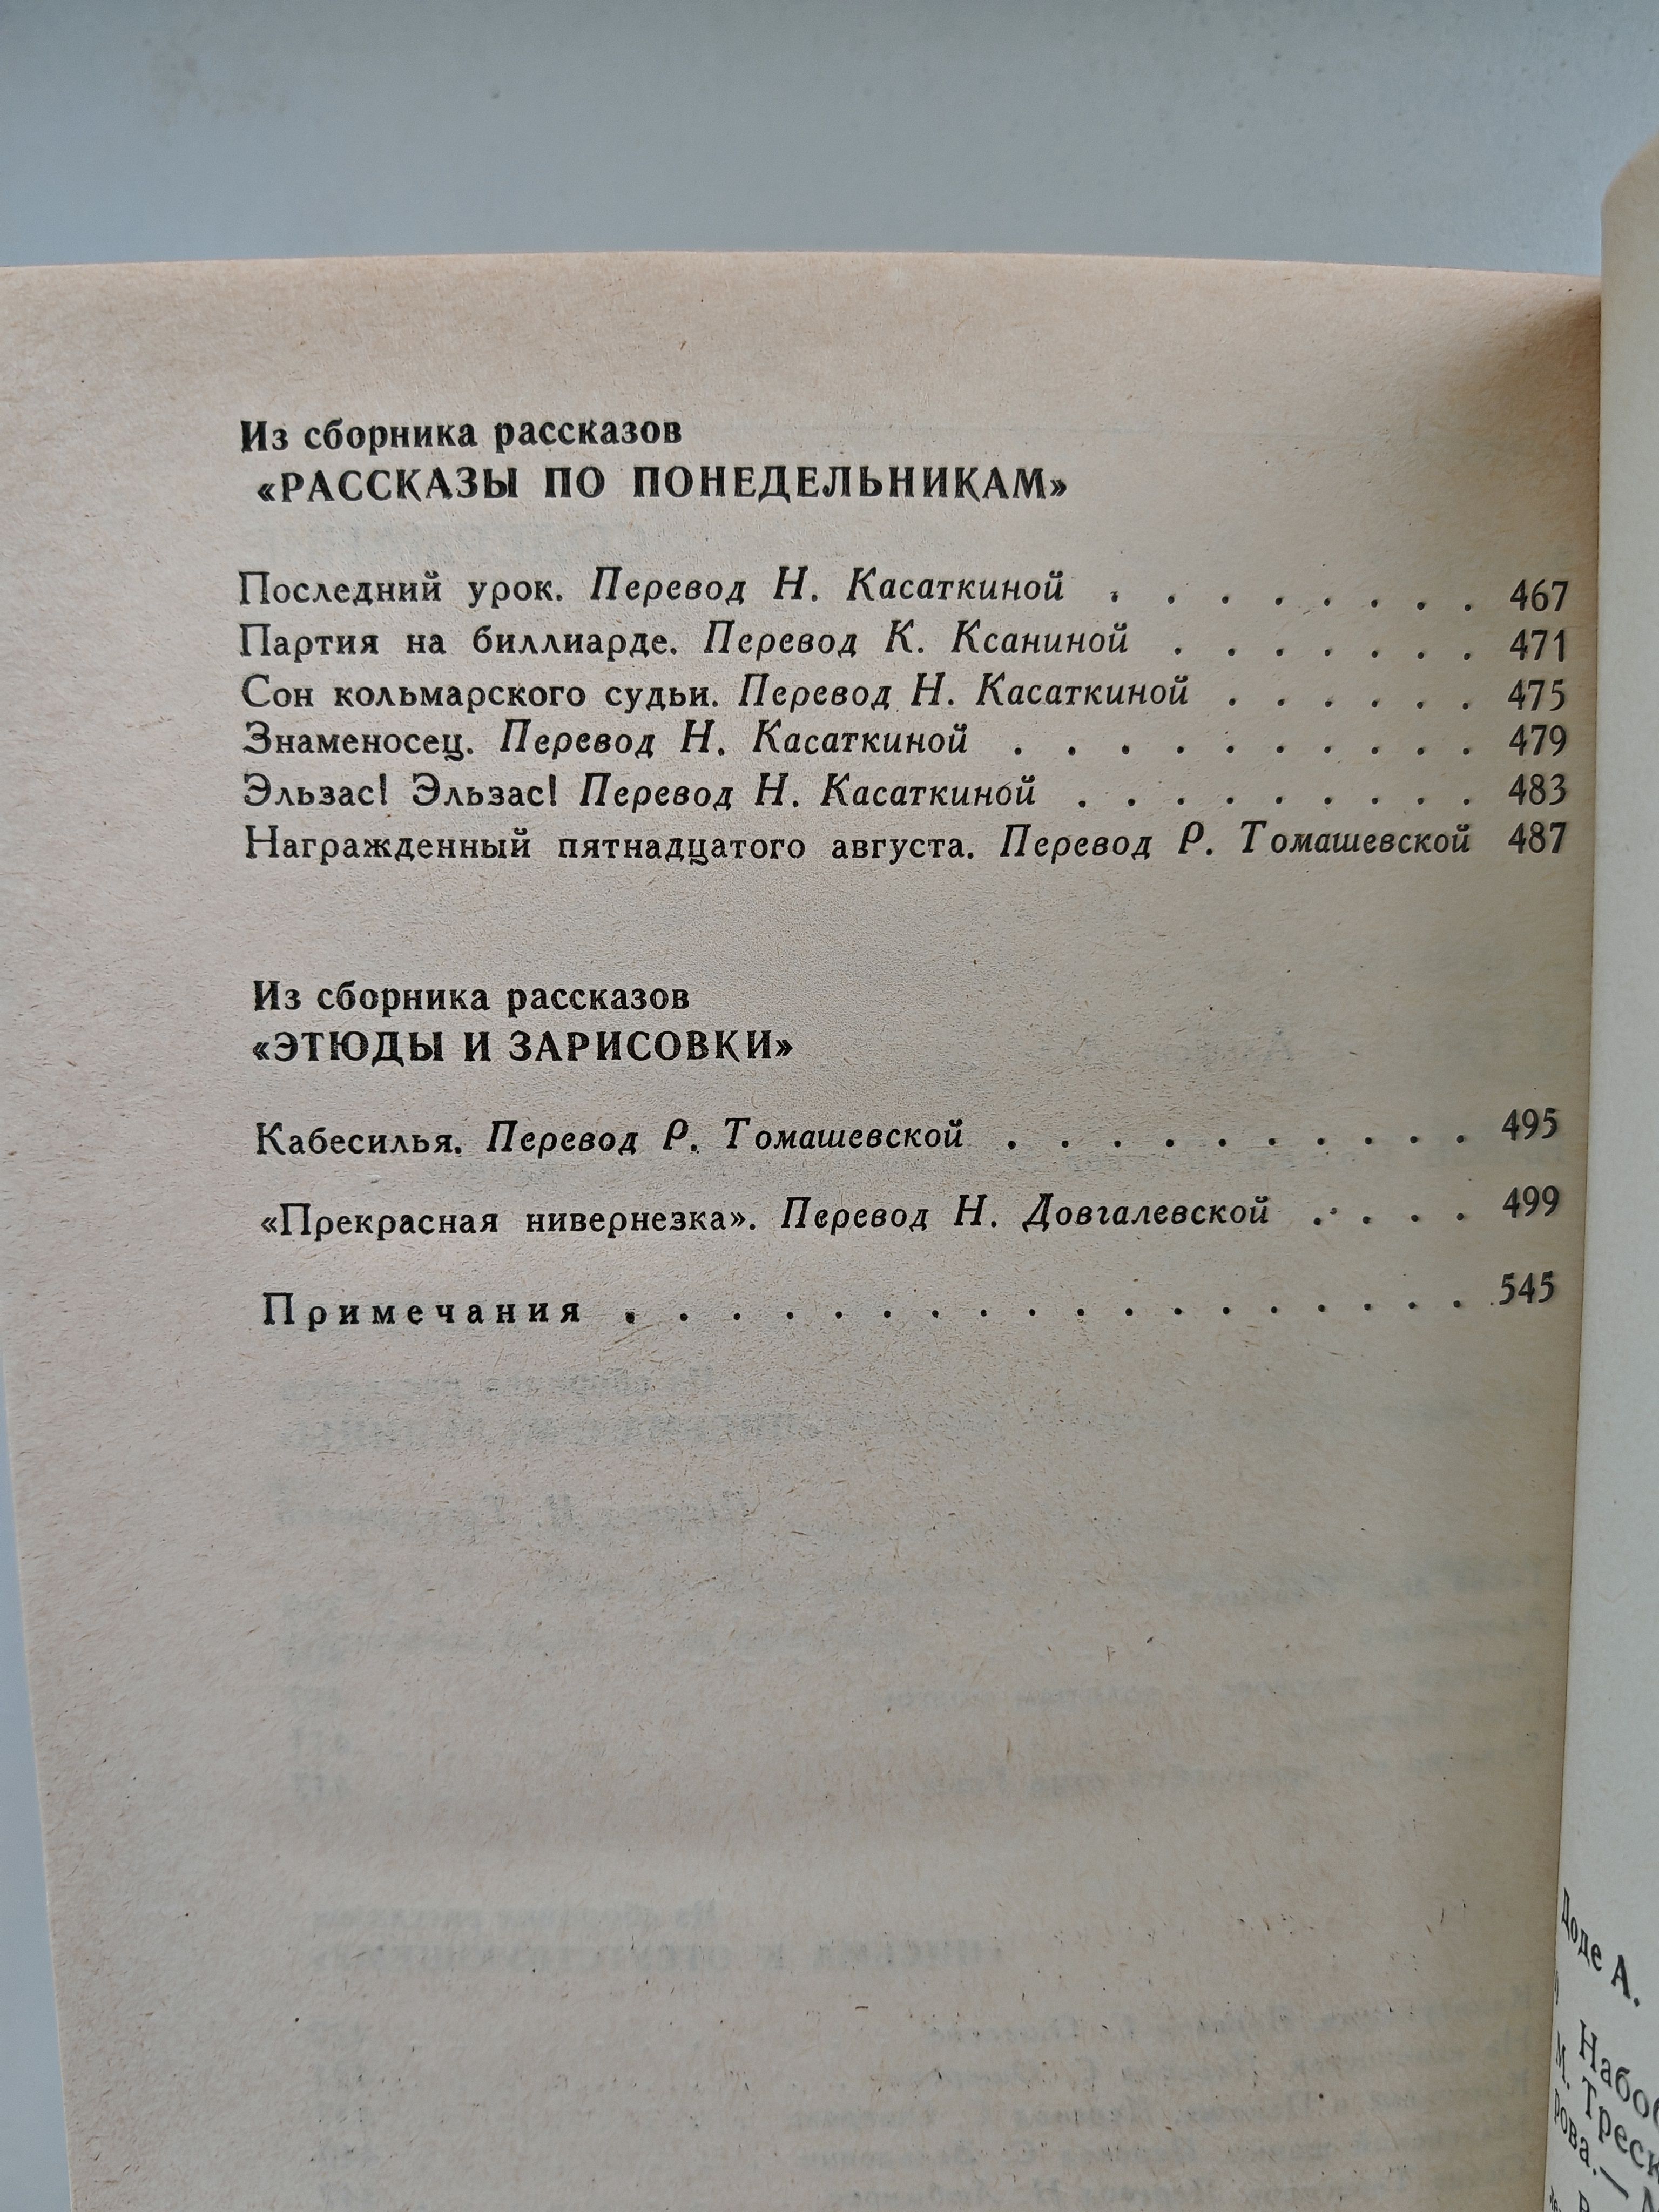 Из сборника рассказов
«РАССКАЗЫ ПО ПОНЕДЕЛЬНИКАМ»
Последний урок. Перевод Н. Касаткиной . . . . . . . . 467
Партия на биллиарде. Перевод К. Ксаниной . . . . . . . 471
Сон кольмарского судьи. Перевод Н. Касаткиной . . . . . . 475
Знаменосец. Перевод Н. Касаткиной . . . . . . . . . . 479
Эльзас! Эльзас! Перевод Н. Касаткиной . . . . . . . . . 483
Награжденный пятнадцатого августа. Перевод Р. Томашевской 487
Из сборника рассказов
«ЭТЮДЫ И ЗАРИСОВКИ»
Кабесилья. Перевод Р. Томашевской . . . . . . . . . . 495
«Прекрасная нивернезка». Перевод Н. Довгалевской . . . . 499
Примечания . . . . . . . . . . . . . . . . . 545
Доде А.